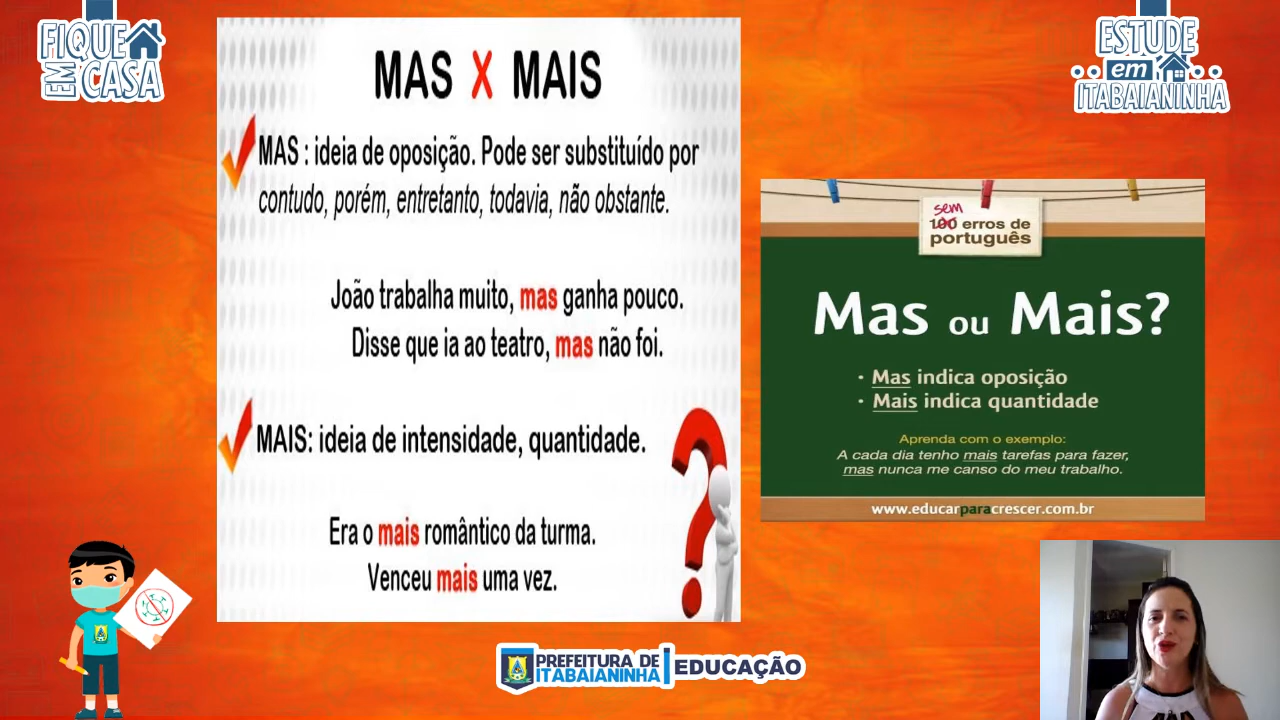 FIQUE
EM CASA
ESTUDE
em
ITABAIANINHA
MAS X MAIS
MAS : ideia de oposição. Pode ser substituído por
contudo, porém, entretanto, todavia, não obstante.
João trabalha muito, mas ganha pouco.
Disse que ia ao teatro, mas não foi.
MAIS: ideia de intensidade, quantidade.
Era o mais romântico da turma.
Venceu mais uma vez.
sem
100 erros de
português
Mas ou Mais?
• Mas indica oposição
• Mais indica quantidade
Aprenda com o exemplo:
A cada dia tenho mais tarefas para fazer,
mas nunca me canso do meu trabalho.
www.educarparacrescer.com.br
PREFEITURA DE
ITABAIANINHA
EDUCAÇÃO